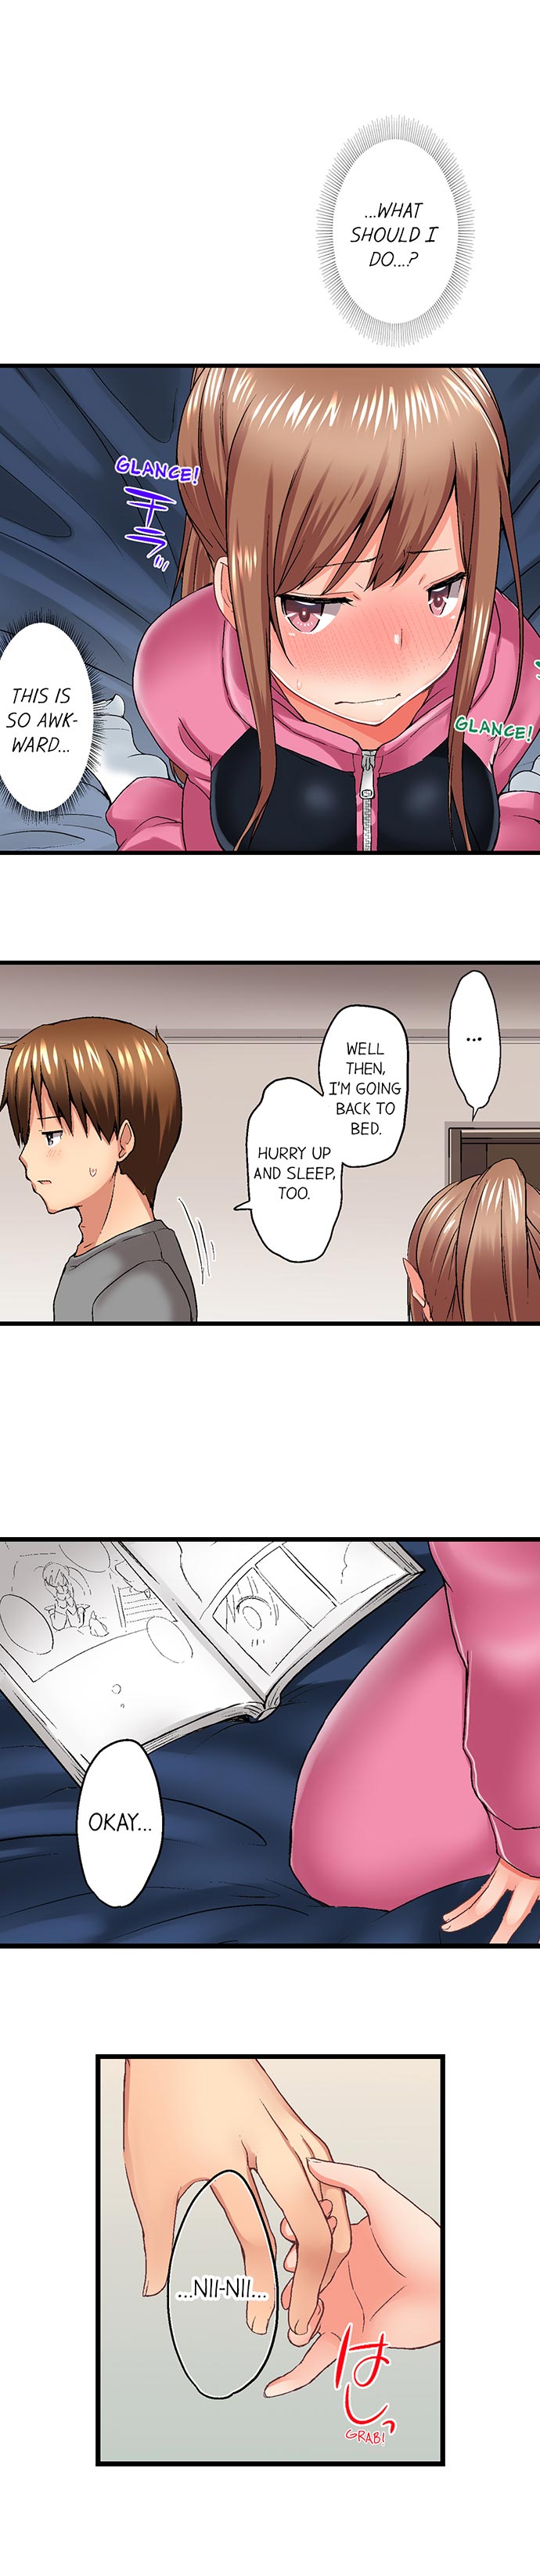 ...WHAT
SHOULD I
DO...?
GLANCE!
チラ...
THIS IS
SO AWK-
WARD...
GLANCE!
...
WELL
THEN,
I'M GOING
BACK TO
BED.
HURRY UP
AND SLEEP,
TOO.
OKAY...
...NII-NII...
はしっ
GRAB!